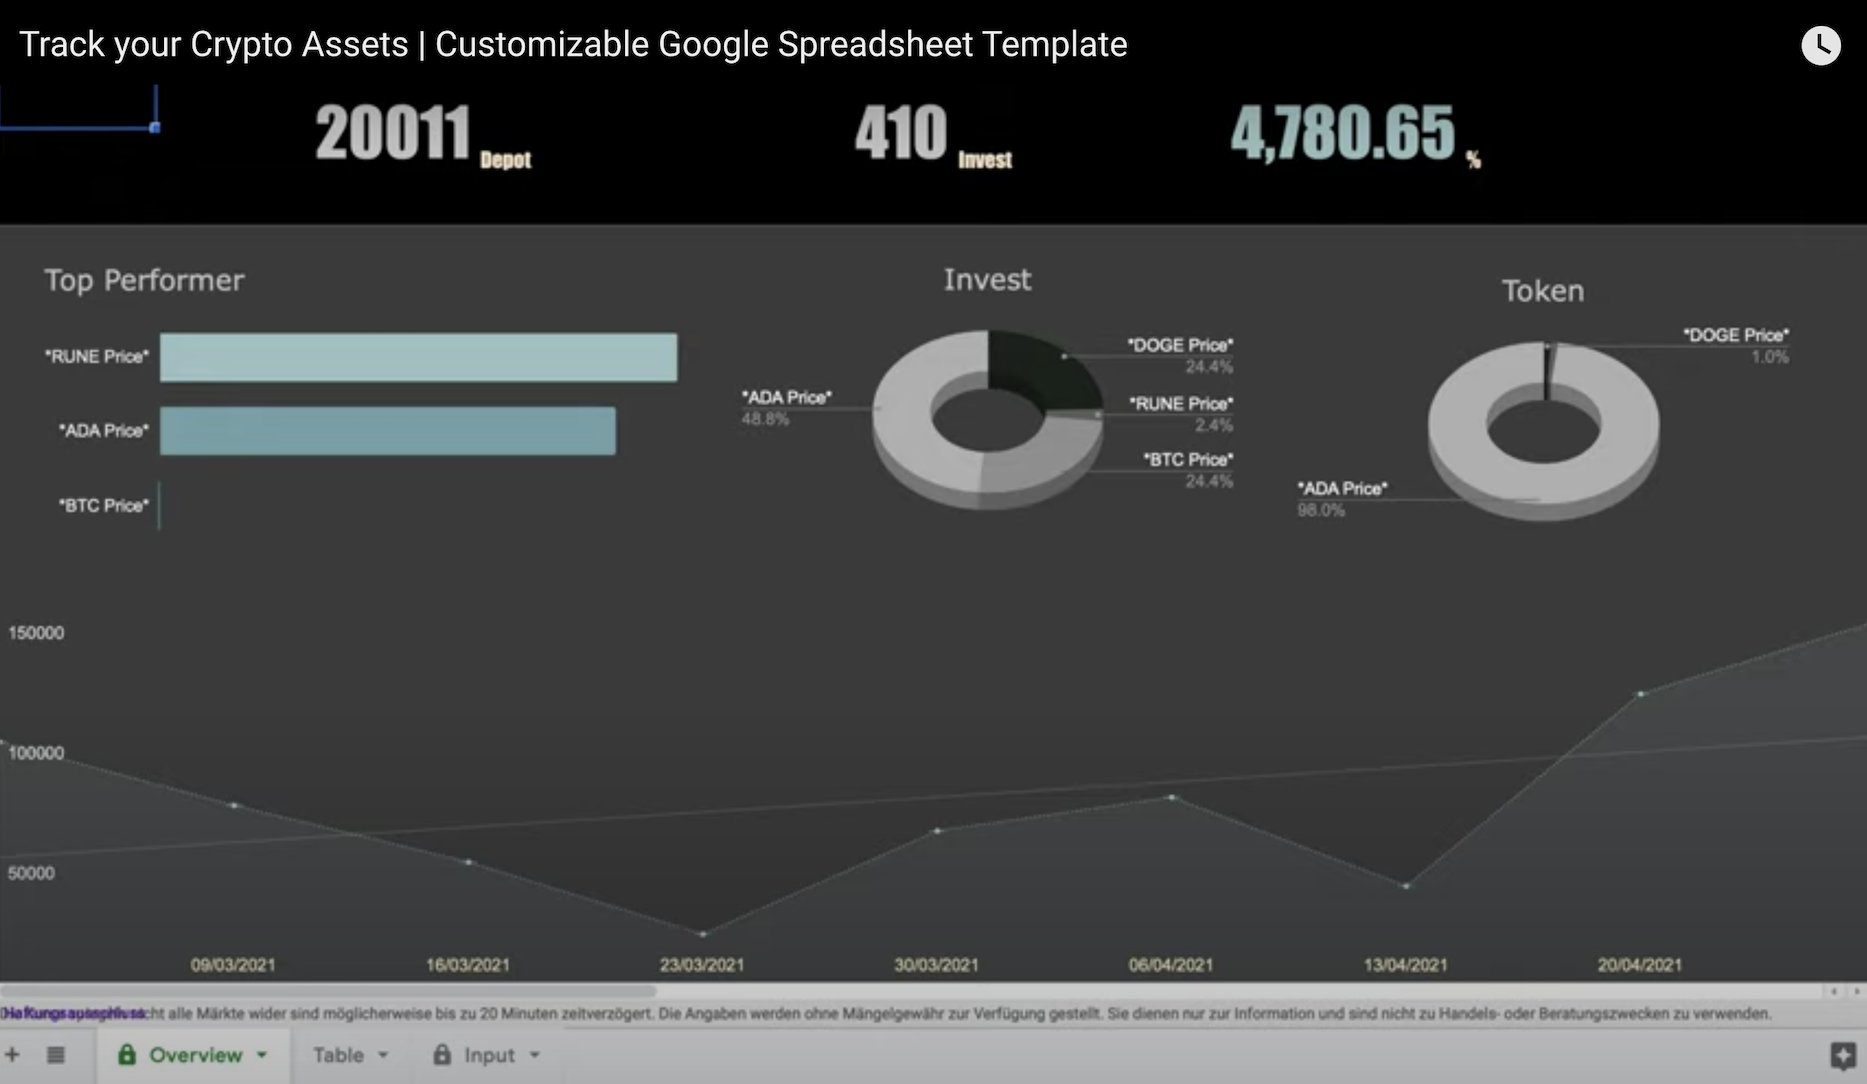 Track your Crypto Assets | Customizable Google Spreadsheet Template
20011 Depot
410 Invest
4,780.65 %
Top Performer
*RUNE Price*
*ADA Price*
*BTC Price*
Invest
*DOGE Price*
24.4%
*ADA Price*
48.8%
*RUNE Price*
2.4%
*BTC Price*
24.4%
Token
*DOGE Price*
1.0%
*ADA Price*
98.0%
150000
100000
50000
09/03/2021 16/03/2021 23/03/2021 30/03/2021 06/04/2021 13/04/2021 20/04/2021
Haftungsausschluss alle Märkte wider sind möglicherweise bis zu 20 Minuten zeitverzögert. Die Angaben werden ohne Mängelgewähr zur Verfügung gestellt. Sie dienen nur zur Information und sind nicht zu Handels- oder Beratungszwecken zu verwenden.
+ Overview Table Input